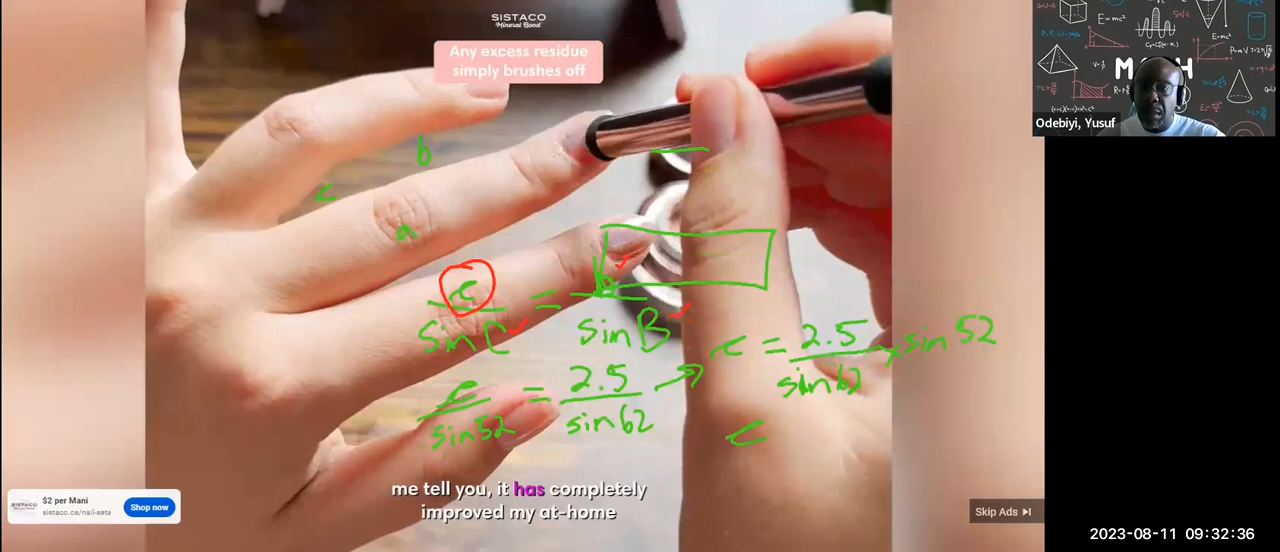 SISTACO
Mineral Bond
Any excess residue
simply brushes off
b
c
a
c = b
sin C sin B
c = 2.5
sin 52 sin 62
c = 2.5 × sin 52
sin 62
c
me tell you, it has completely
improved my at-home
$2 per Mani
sistaco.ca/nail-sets
Shop now
Skip Ads
E=mc²
Odebiyi, Yusuf
2023-08-11 09:32:36